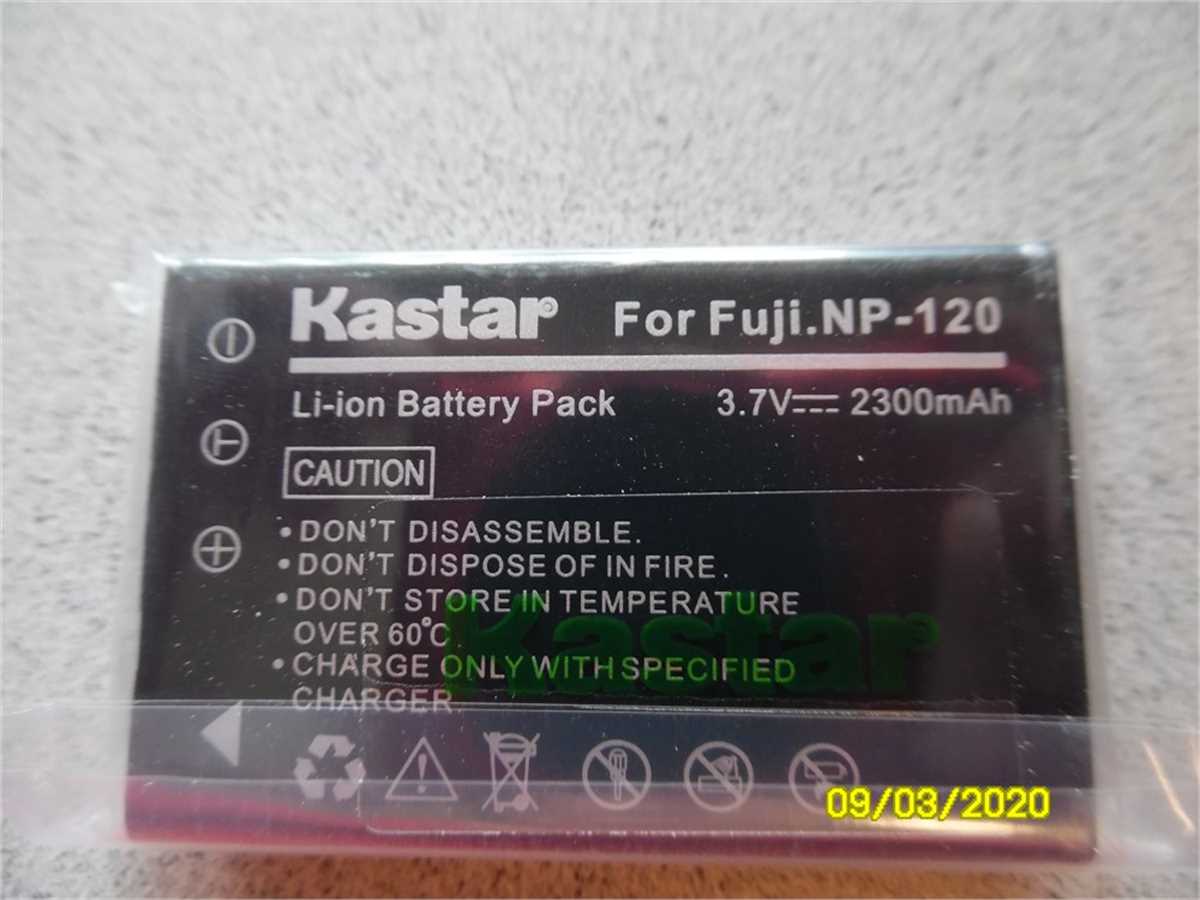 Kastar® For Fuji.NP-120
Li-ion Battery Pack 3.7V⎓ 2300mAh
CAUTION
•DON'T DISASSEMBLE.
•DON'T DISPOSE OF IN FIRE.
•DON'T STORE IN TEMPERATURE
OVER 60°C
•CHARGE ONLY WITH SPECIFIED
CHARGER
Kastar
09/03/2020